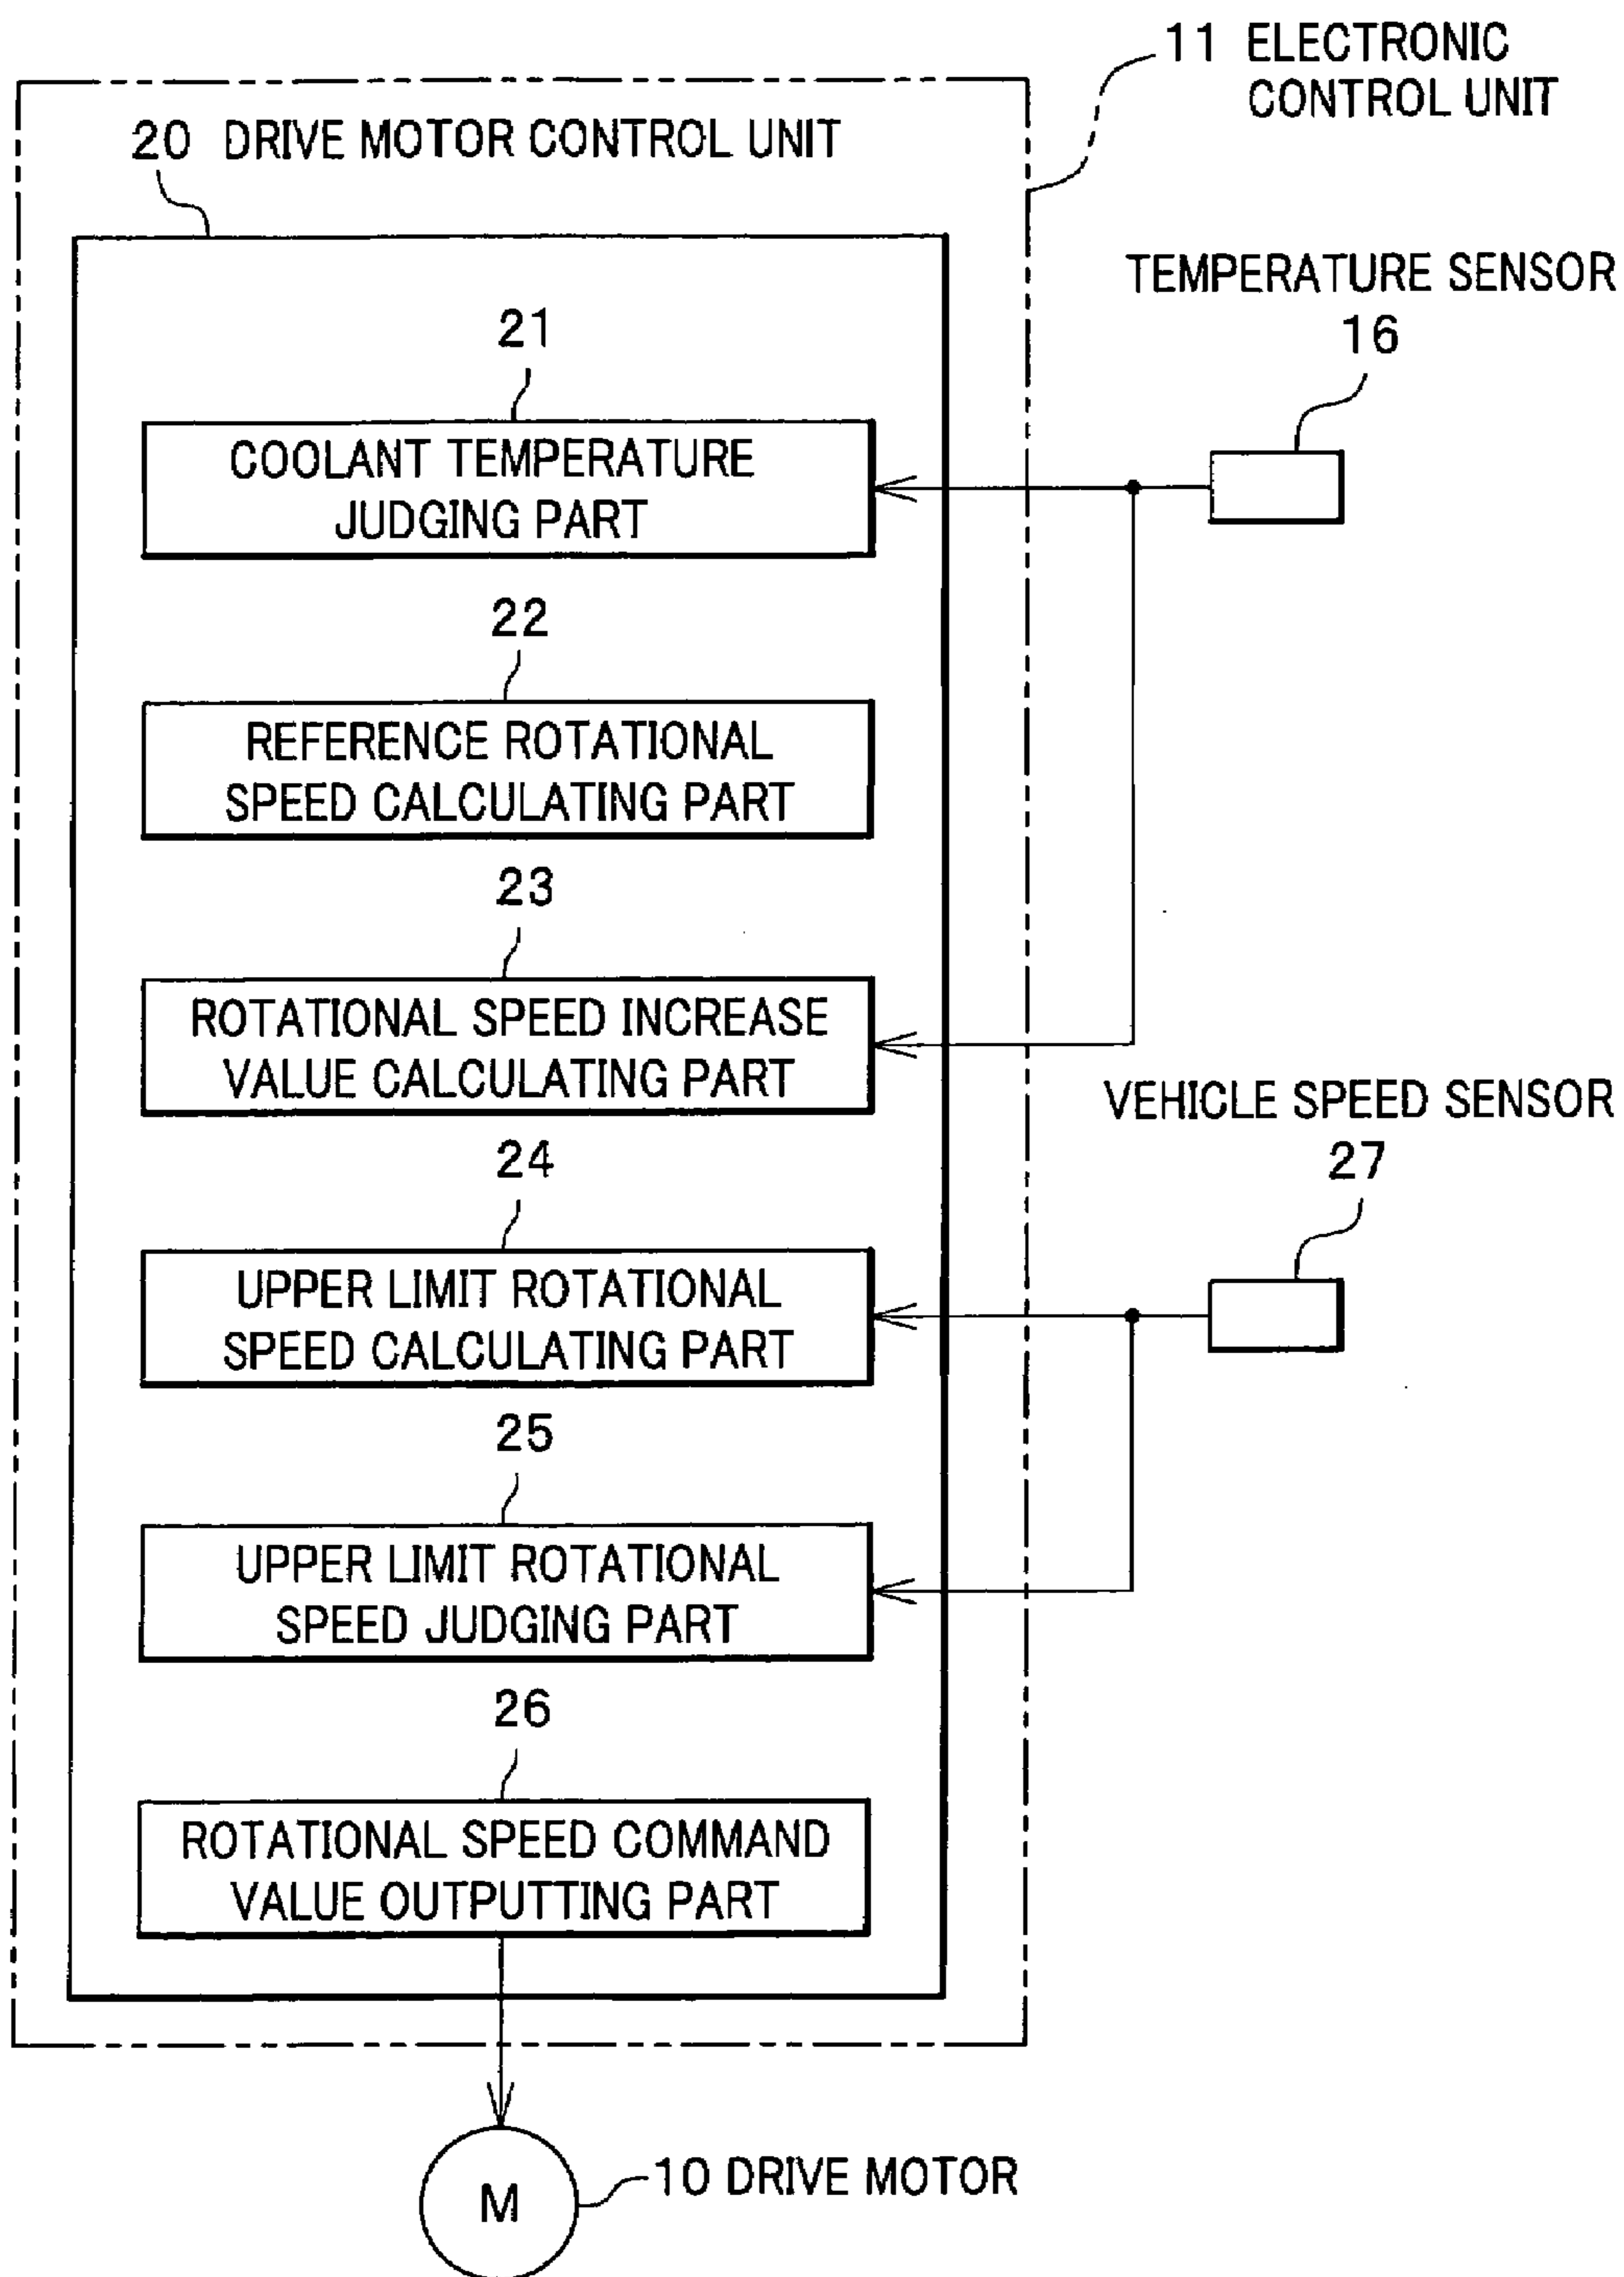 11 ELECTRONIC
CONTROL UNIT
20 DRIVE MOTOR CONTROL UNIT
TEMPERATURE SENSOR
16
21
COOLANT TEMPERATURE
JUDGING PART
22
REFERENCE ROTATIONAL
SPEED CALCULATING PART
23
ROTATIONAL SPEED INCREASE
VALUE CALCULATING PART
VEHICLE SPEED SENSOR
27
24
UPPER LIMIT ROTATIONAL
SPEED CALCULATING PART
25
UPPER LIMIT ROTATIONAL
SPEED JUDGING PART
26
ROTATIONAL SPEED COMMAND
VALUE OUTPUTTING PART
M
10 DRIVE MOTOR